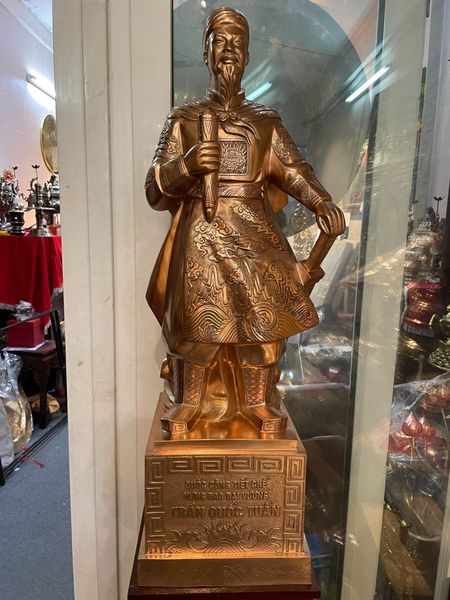 QUỐC CÔNG TIẾT CHẾ
HƯNG ĐẠO ĐẠI VƯƠNG
TRẦN QUỐC TUẤN